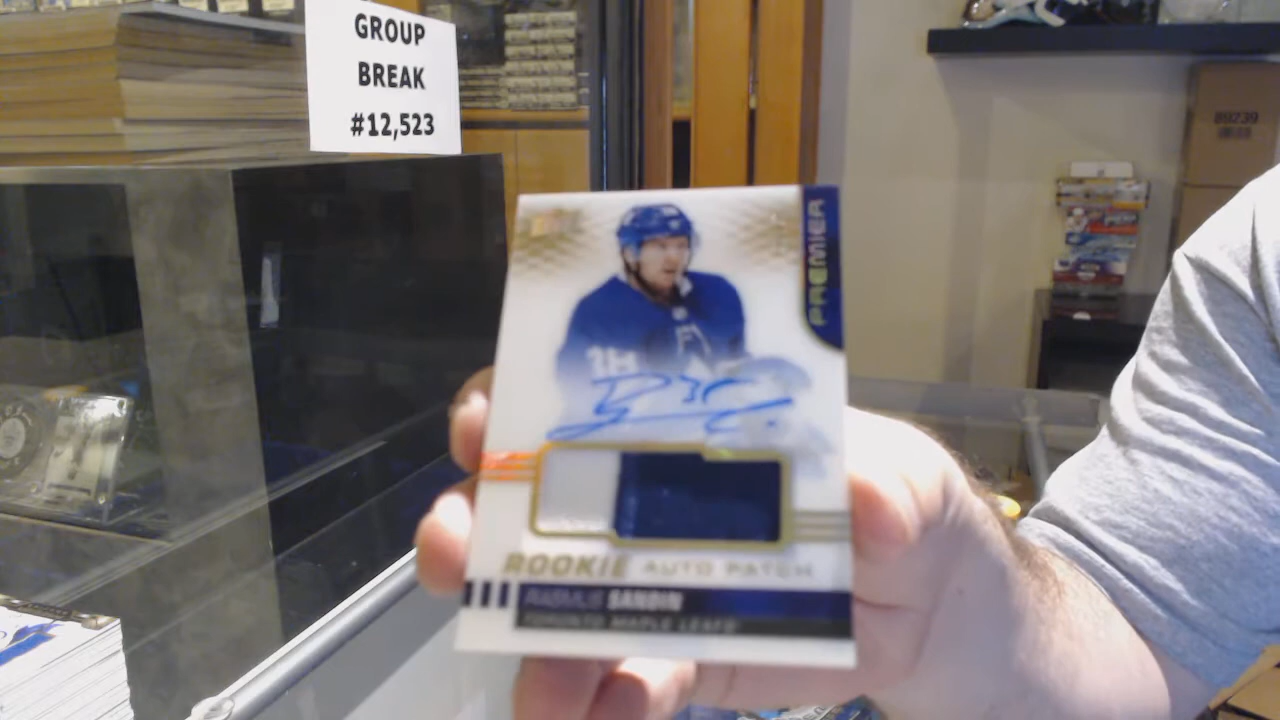 GROUP
BREAK
#12,523
PREMIER
ROOKIE AUTO PATCH
RASMUS SANDIN
TORONTO MAPLE LEAFS